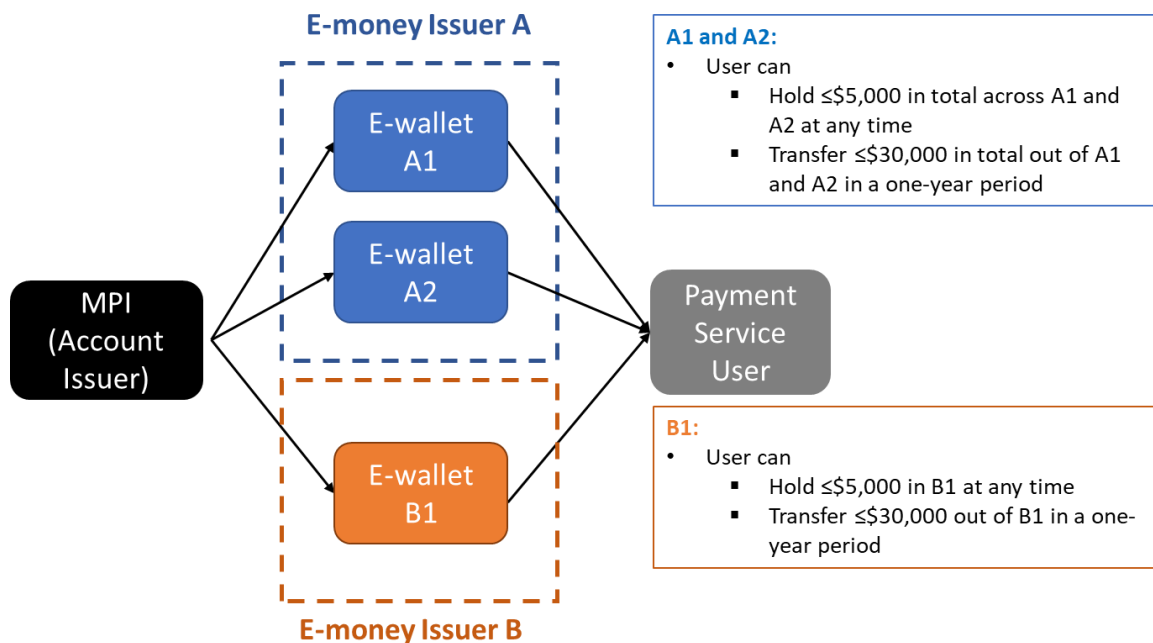 E-money Issuer A
E-wallet
A1
E-wallet
A2
MPI
(Account
Issuer)
E-wallet
B1
E-money Issuer B
Payment
Service
User
A1 and A2:
• User can
▪ Hold ≤$5,000 in total across A1 and
A2 at any time
▪ Transfer ≤$30,000 in total out of A1
and A2 in a one-year period
B1:
• User can
▪ Hold ≤$5,000 in B1 at any time
▪ Transfer ≤$30,000 out of B1 in a one-
year period